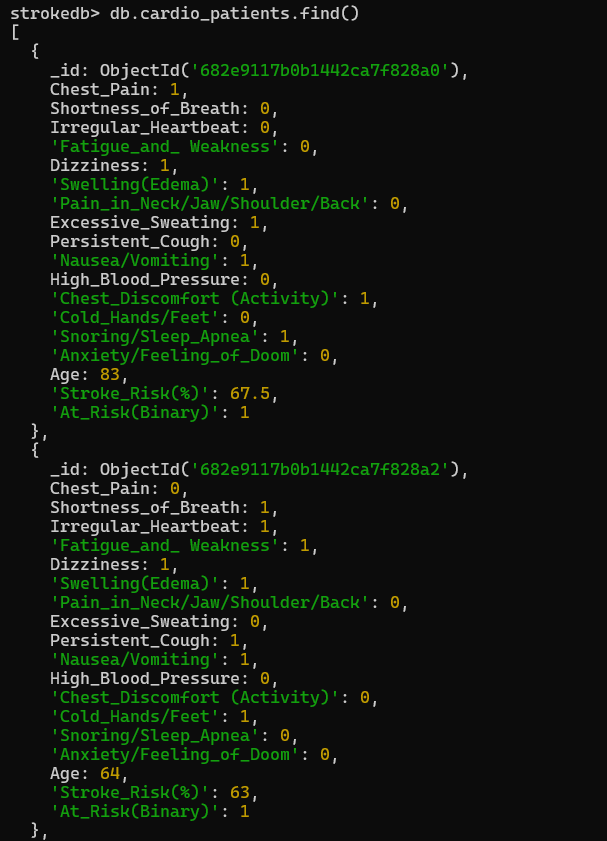 strokedb> db.cardio_patients.find()
[
  {
    _id: ObjectId('682e9117b0b1442ca7f828a0'),
    Chest_Pain: 1,
    Shortness_of_Breath: 0,
    Irregular_Heartbeat: 0,
    'Fatigue_and_ Weakness': 0,
    Dizziness: 1,
    'Swelling(Edema)': 1,
    'Pain_in_Neck/Jaw/Shoulder/Back': 0,
    Excessive_Sweating: 1,
    Persistent_Cough: 0,
    'Nausea/Vomiting': 1,
    High_Blood_Pressure: 0,
    'Chest_Discomfort (Activity)': 1,
    'Cold_Hands/Feet': 0,
    'Snoring/Sleep_Apnea': 1,
    'Anxiety/Feeling_of_Doom': 0,
    Age: 83,
    'Stroke_Risk(%)': 67.5,
    'At_Risk(Binary)': 1
  },
  {
    _id: ObjectId('682e9117b0b1442ca7f828a2'),
    Chest_Pain: 0,
    Shortness_of_Breath: 1,
    Irregular_Heartbeat: 1,
    'Fatigue_and_ Weakness': 1,
    Dizziness: 1,
    'Swelling(Edema)': 1,
    'Pain_in_Neck/Jaw/Shoulder/Back': 0,
    Excessive_Sweating: 0,
    Persistent_Cough: 1,
    'Nausea/Vomiting': 1,
    High_Blood_Pressure: 0,
    'Chest_Discomfort (Activity)': 0,
    'Cold_Hands/Feet': 1,
    'Snoring/Sleep_Apnea': 0,
    'Anxiety/Feeling_of_Doom': 0,
    Age: 64,
    'Stroke_Risk(%)': 63,
    'At_Risk(Binary)': 1
  },